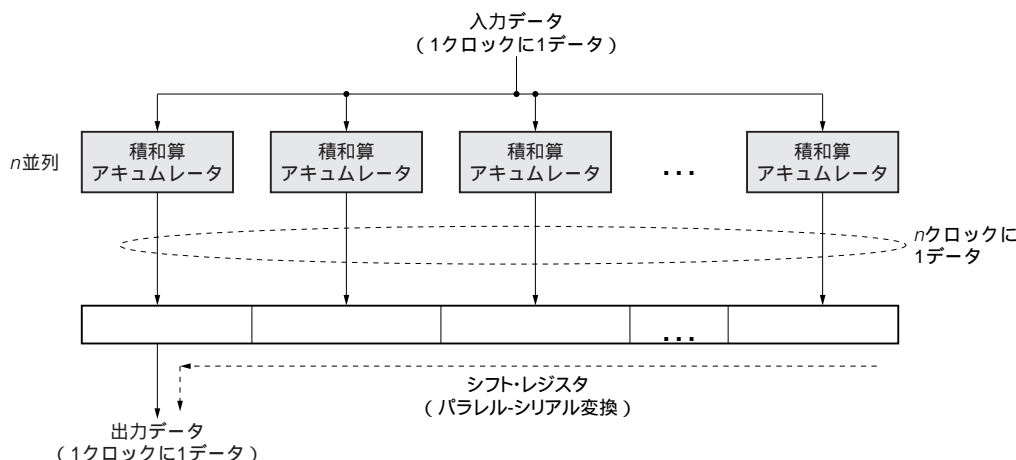 入力データ
（1クロックに1データ）
n並列
積和算
アキュムレータ
積和算
アキュムレータ
積和算
アキュムレータ
...
積和算
アキュムレータ
nクロックに
1データ
...
シフト・レジスタ
（パラレル-シリアル変換）
出力データ
（1クロックに1データ）